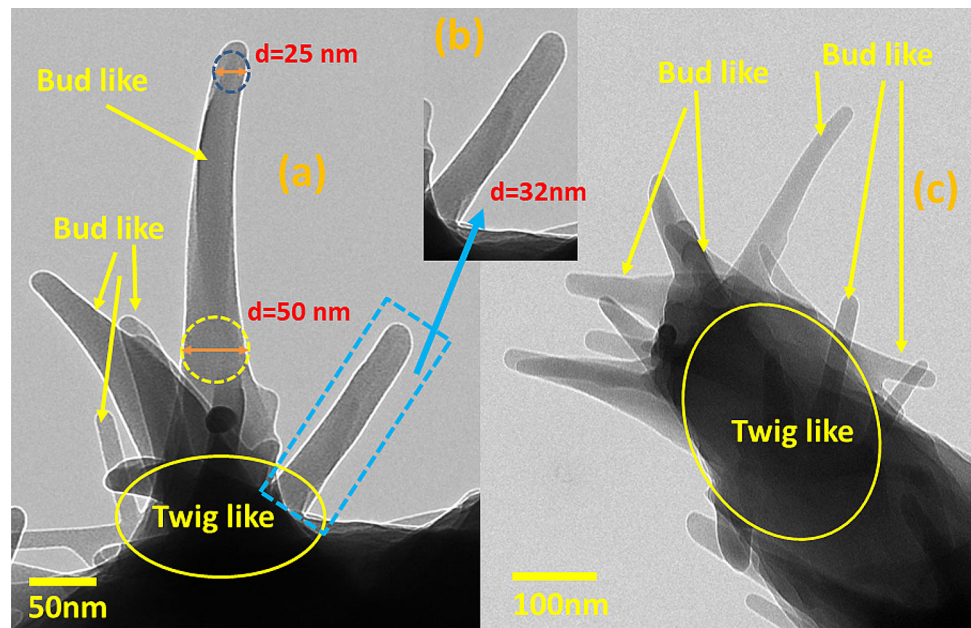 (b)
d=25 nm
Bud like
Bud like
Bud like
(a)
d=32nm
(c)
Bud like
d=50 nm
Twig like
Twig like
50nm
100nm